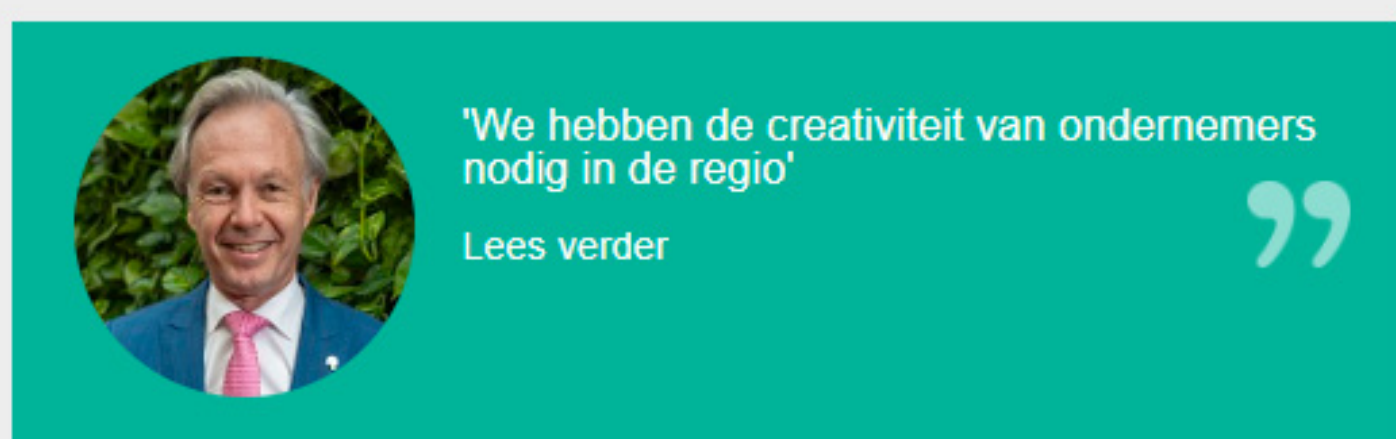 'We hebben de creativiteit van ondernemers
nodig in de regio'
Lees verder